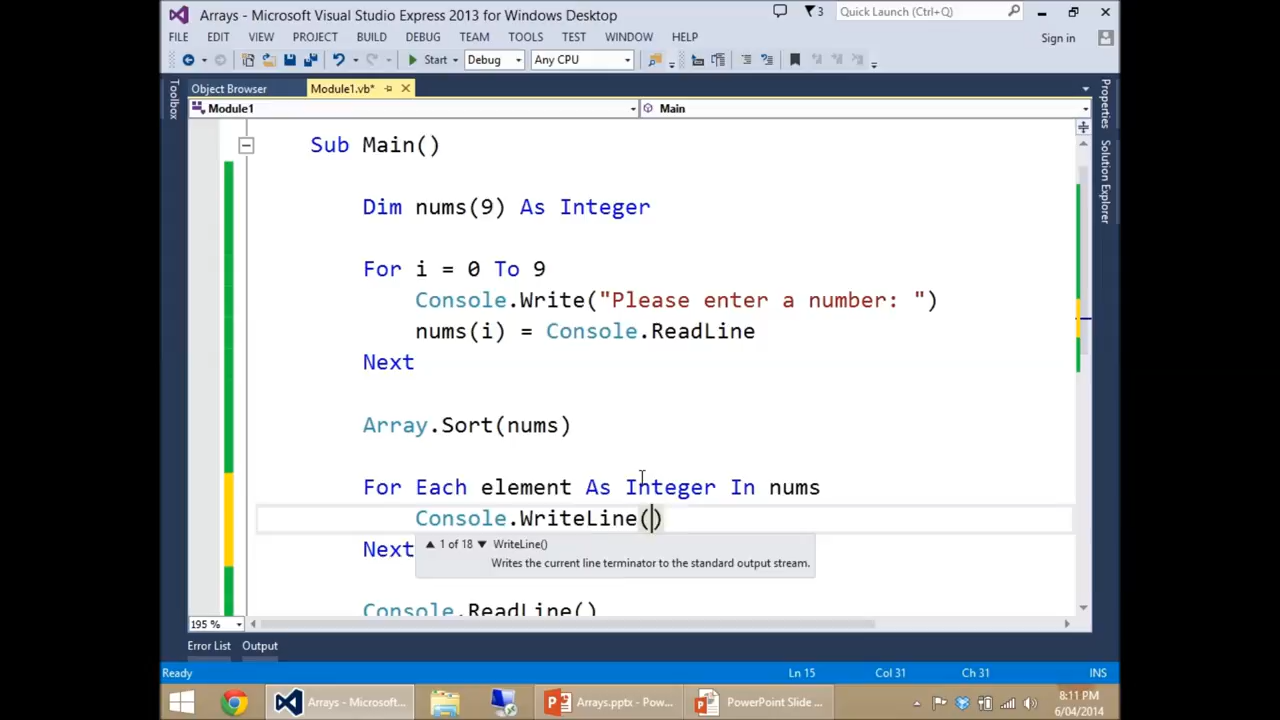 Arrays - Microsoft Visual Studio Express 2013 for Windows Desktop
3
Quick Launch (Ctrl+Q)
FILE EDIT VIEW PROJECT BUILD DEBUG TEAM TOOLS TEST WINDOW HELP
Sign in
Start Debug Any CPU
Toolbox
Object Browser
Module1.vb*
Module1
Main
Properties
Solution Explorer
Sub Main()
Dim nums(9) As Integer
For i = 0 To 9
Console.Write("Please enter a number: ")
nums(i) = Console.ReadLine
Next
Array.Sort(nums)
For Each element As Integer In nums
Console.WriteLine()
Next
1 of 18 WriteLine()
Writes the current line terminator to the standard output stream.
Console.ReadLine()
195 %
Error List Output
Ready
Ln 15 Col 31 Ch 31 INS
Arrays - Microsoft ...
Arrays.pptx - Pow...
PowerPoint Slide ...
8:11 PM
6/04/2014